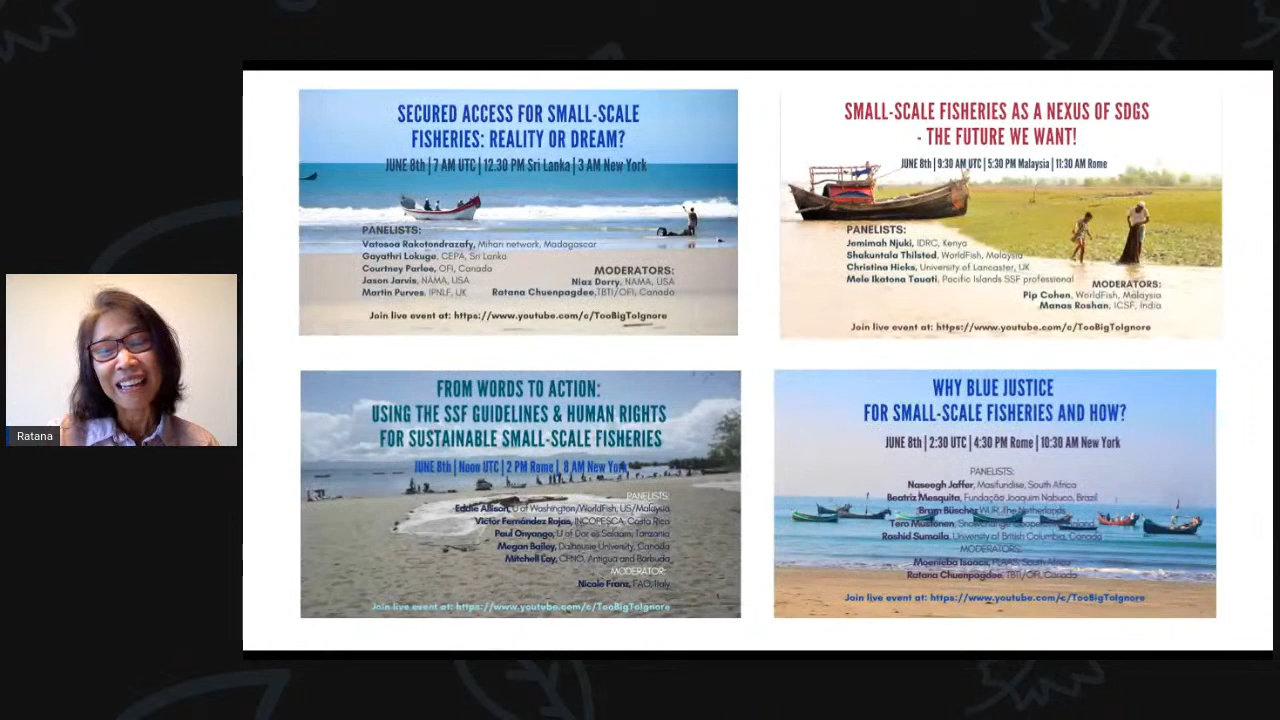 SECURED ACCESS FOR SMALL-SCALE
FISHERIES: REALITY OR DREAM?
JUNE 8th | 7 AM UTC | 12.30 PM Sri Lanka | 3 AM New York
PANELISTS:
Vatosoa Rakotondrazafy, Mihari network, Madagascar
Gayathri Lokuge, CEPA, Sri Lanka
Courtney Parlee, OFI, Canada
Jason Jarvis, NAMA, USA
Martin Purves, IPNLF, UK
MODERATORS:
Niaz Dorry, NAMA, USA
Ratana Chuenpagdee, TBTI/OFI, Canada
Join live event at: https://www.youtube.com/c/TooBigToIgnore
SMALL-SCALE FISHERIES AS A NEXUS OF SDGS
- THE FUTURE WE WANT!
JUNE 8th | 9:30 AM UTC | 5:30 PM Malaysia | 11:30 AM Rome
PANELISTS:
Jemimah Njuki, IDRC, Kenya
Shakuntala Thilsted, WorldFish, Malaysia
Christina Hicks, University of Lancaster, UK
Mele Ikatona Tauati, Pacific Islands SSF professional
MODERATORS:
Pip Cohen, WorldFish, Malaysia
Manas Roshan, ICSF, India
Join live event at: https://www.youtube.com/c/TooBigToIgnore
FROM WORDS TO ACTION:
USING THE SSF GUIDELINES & HUMAN RIGHTS
FOR SUSTAINABLE SMALL-SCALE FISHERIES
JUNE 8th | Noon UTC | 2 PM Rome | 8 AM New York
PANELISTS:
Eddie Allison, U of Washington/WorldFish, US/Malaysia
Victor Fernández Rojas, INCOPESCA, Costa Rica
Paul Onyango, U of Dar es Salaam, Tanzania
Megan Bailey, Dalhousie University, Canada
Mitchell Lay, CFNO, Antigua and Barbuda
MODERATOR:
Nicole Franz, FAO, Italy
Join live event at: https://www.youtube.com/c/TooBigToIgnore
WHY BLUE JUSTICE
FOR SMALL-SCALE FISHERIES AND HOW?
JUNE 8th | 2:30 UTC | 4:30 PM Rome | 10:30 AM New York
PANELISTS:
Naseegh Jaffer, Masifundise, South Africa
Beatriz Mesquita, Fundação Joaquim Nabuco, Brazil
Bram Büscher WUR, The Netherlands
Tero Mustonen, Snowchange
Rashid Sumaila, University of British Columbia, Canada
MODERATORS:
Moenieba Isaacs, PLAAS, South Africa
Ratana Chuenpagdee, TBTI/OFI, Canada
Join live event at: https://www.youtube.com/c/TooBigToIgnore
Ratana